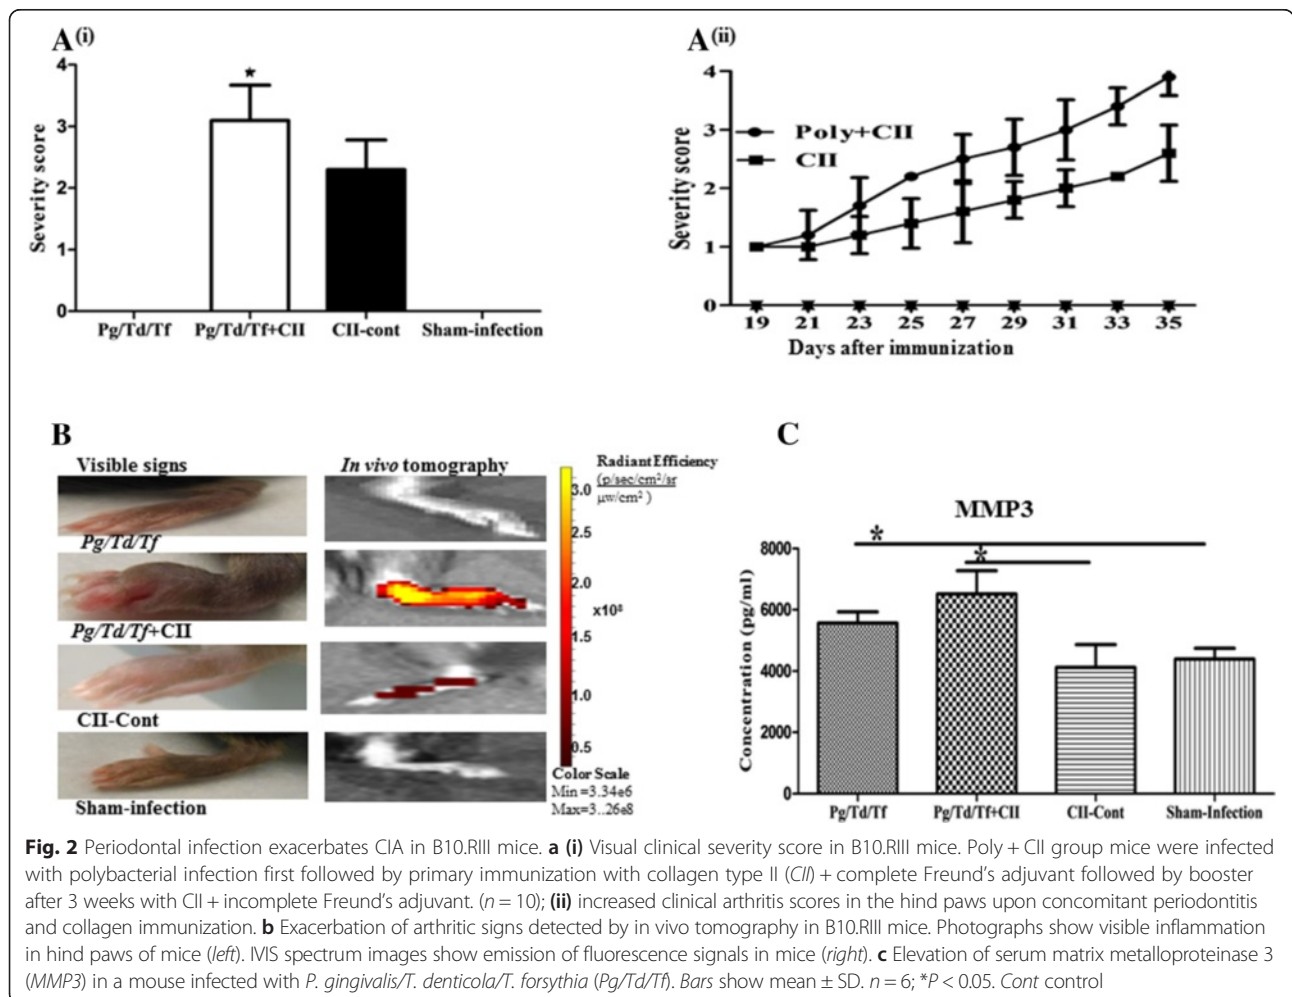 A(i)
4
3
2
1
0
Severity score
*
Pg/Td/Tf Pg/Td/Tf+CII CII-cont Sham-infection
A(ii)
4
3
2
1
0
Severity score
Poly+CII
CII
19 21 23 25 27 29 31 33 35
Days after immunization
B
Visible signs In vivo tomography
Pg/Td/Tf
Pg/Td/Tf+CII
CII-Cont
Sham-infection
Radiant Efficiency
(p/sec/cm²/sr
μw/cm² )
3.0
2.5
2.0
x10⁸
1.5
1.0
0.5
Color Scale
Min =3.34e6
Max=3..26e8
C
MMP3
*
*
8000
6000
4000
2000
0
Concentration (pg/ml)
Pg/Td/Tf Pg/Td/Tf+CII CII-Cont Sham-Infection
Fig. 2 Periodontal infection exacerbates CIA in B10.RIII mice. a (i) Visual clinical severity score in B10.RIII mice. Poly + CII group mice were infected
with polybacterial infection first followed by primary immunization with collagen type II (CII) + complete Freund's adjuvant followed by booster
after 3 weeks with CII + incomplete Freund's adjuvant. (n = 10); (ii) increased clinical arthritis scores in the hind paws upon concomitant periodontitis
and collagen immunization. b Exacerbation of arthritic signs detected by in vivo tomography in B10.RIII mice. Photographs show visible inflammation
in hind paws of mice (left). IVIS spectrum images show emission of fluorescence signals in mice (right). c Elevation of serum matrix metalloproteinase 3
(MMP3) in a mouse infected with P. gingivalis/T. denticola/T. forsythia (Pg/Td/Tf). Bars show mean ± SD. n = 6; *P < 0.05. Cont control